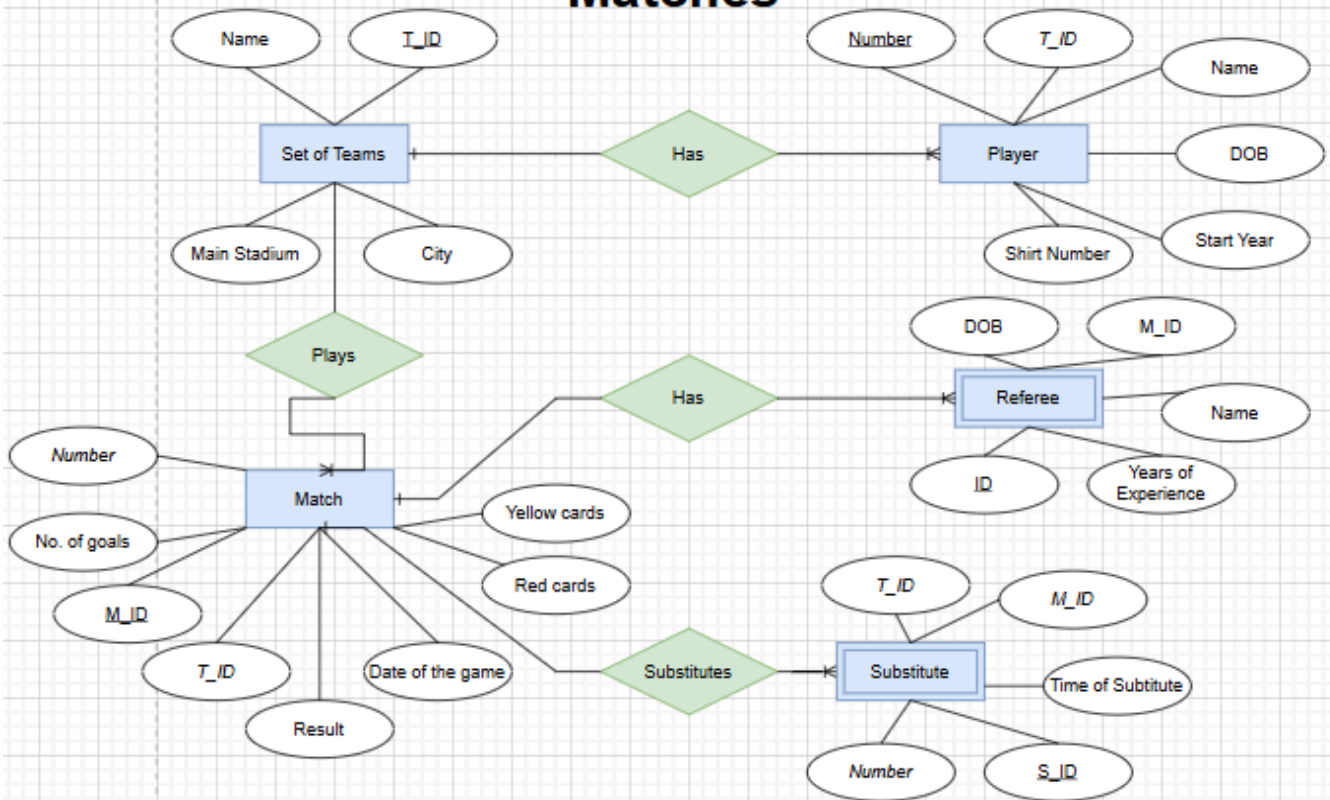 Matches
Name
T_ID
Number
T_ID
Name
Set of Teams
Has
Player
DOB
Main Stadium
City
Shirt Number
Start Year
DOB
M_ID
Plays
Has
Referee
Name
Number
ID
Years of
Experience
Match
Yellow cards
No. of goals
Red cards
M_ID
T_ID
M_ID
T_ID
Date of the game
Substitutes
Substitute
Time of Subtitute
Result
Number
S_ID